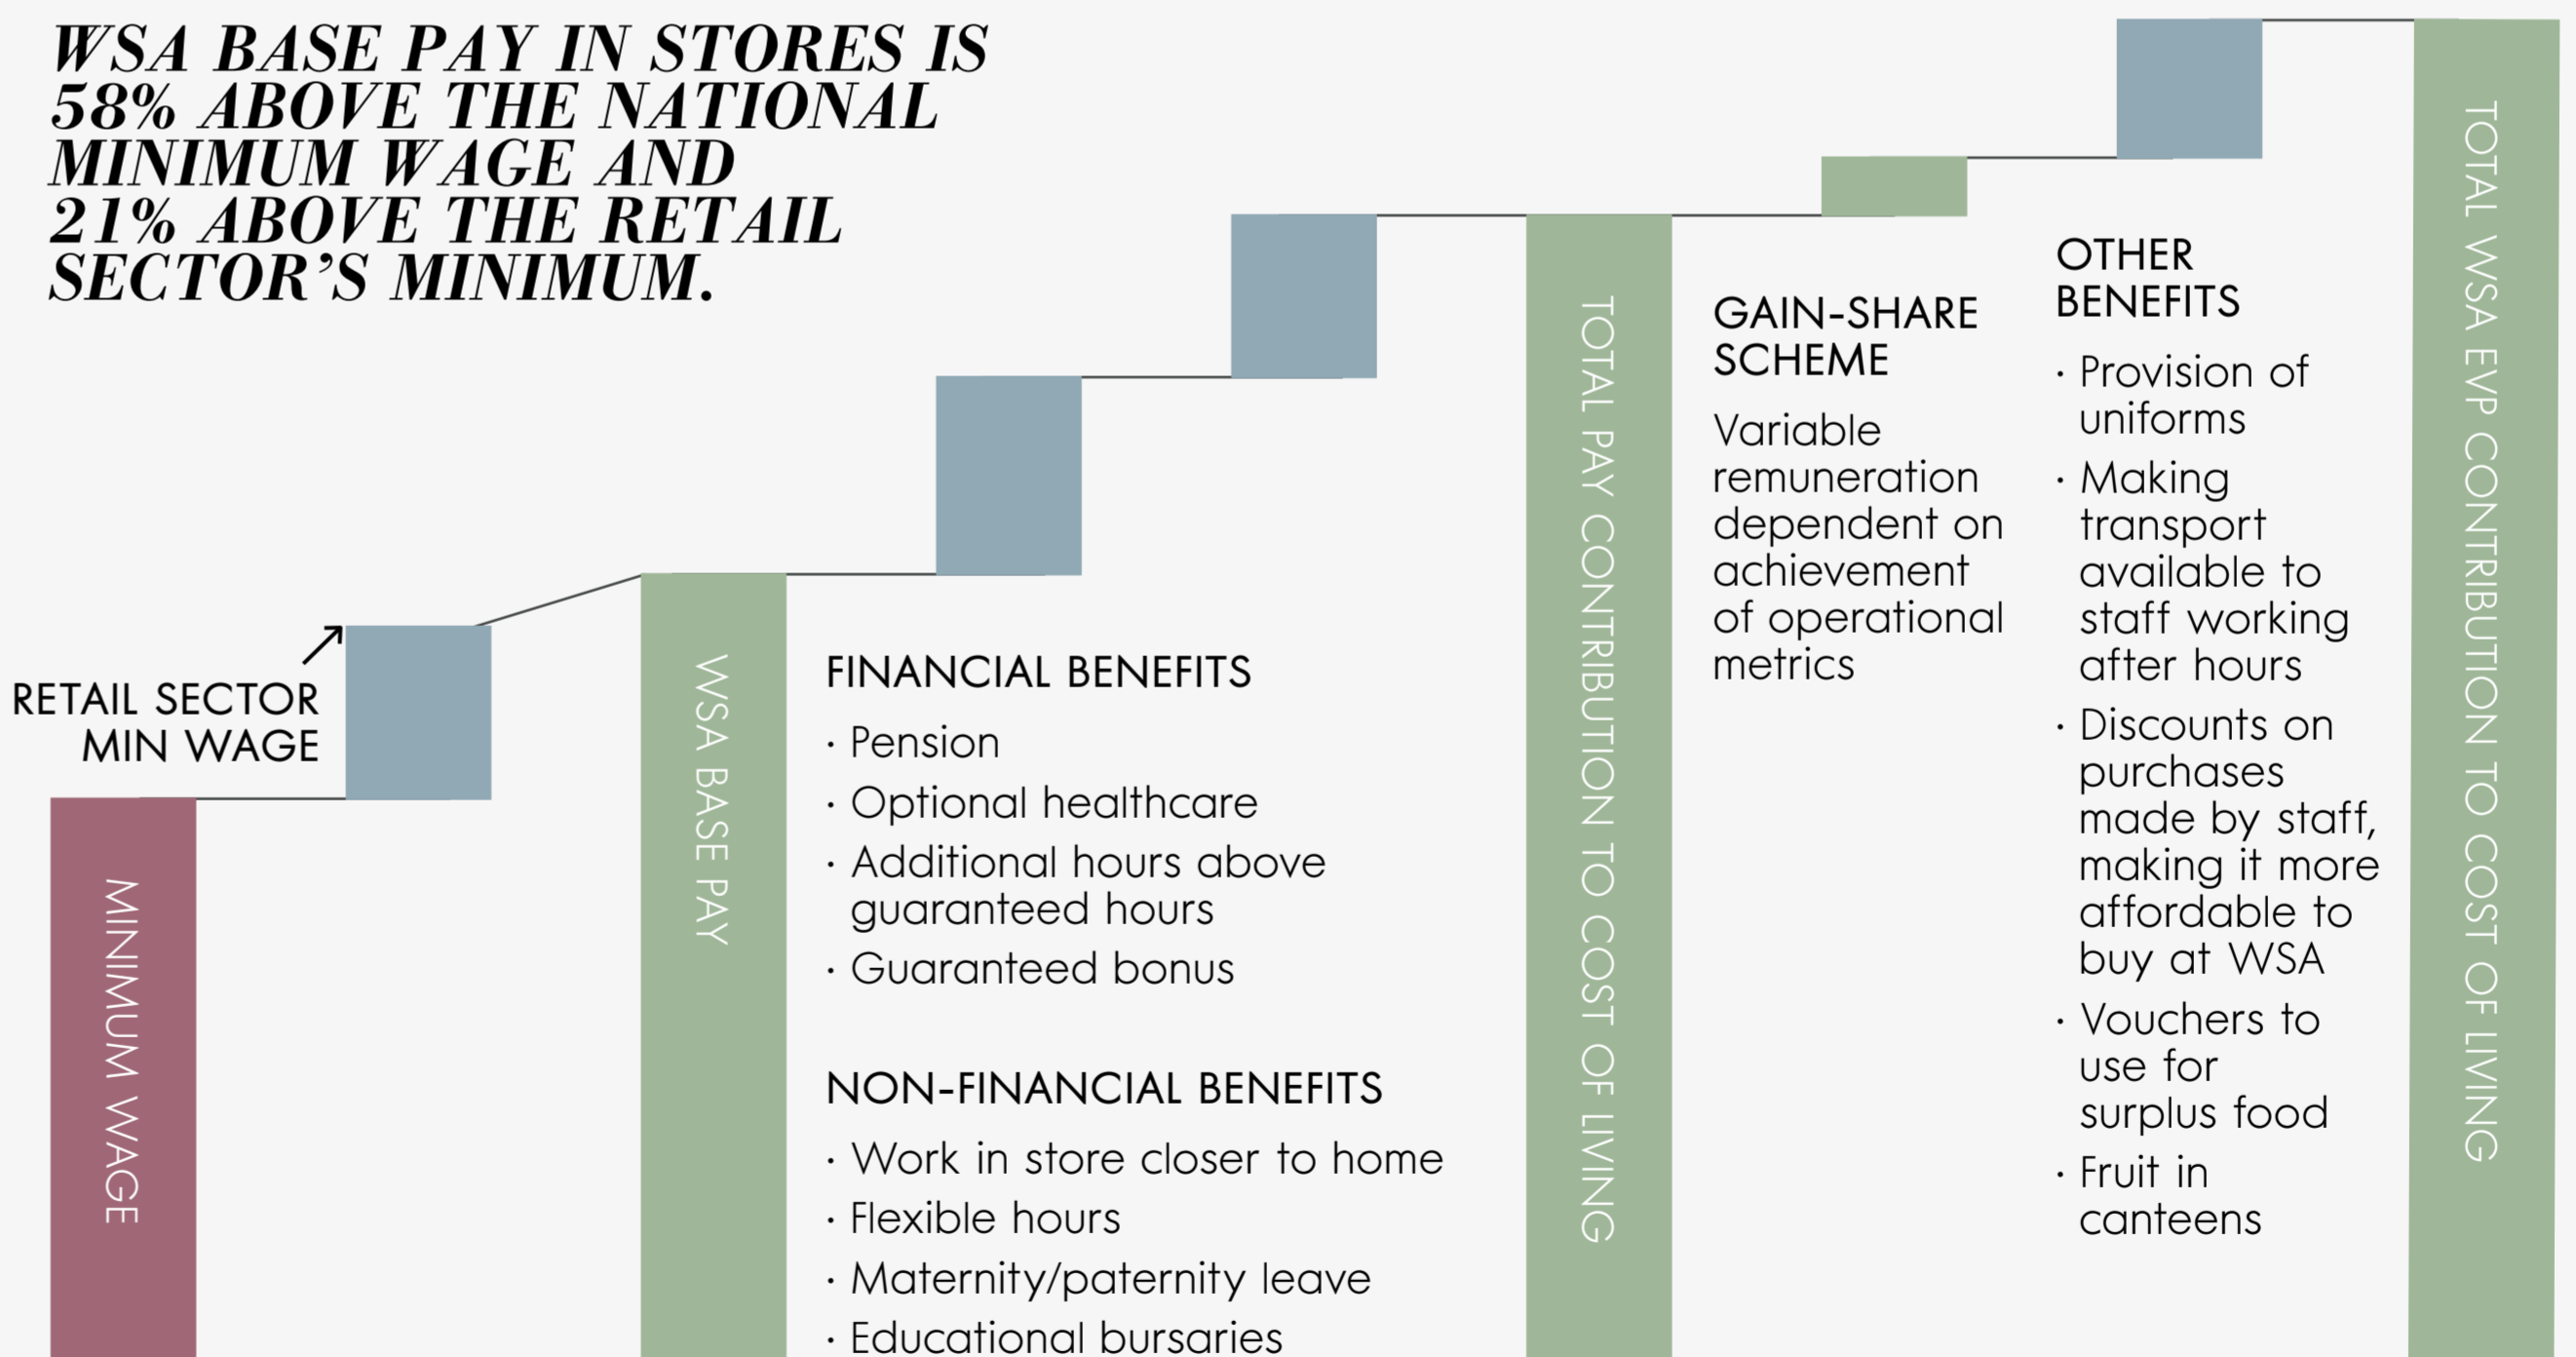 WSA BASE PAY IN STORES IS
58% ABOVE THE NATIONAL
MINIMUM WAGE AND
21% ABOVE THE RETAIL
SECTOR’S MINIMUM.
MINIMUM WAGE
RETAIL SECTOR
MIN WAGE
WSA BASE PAY
FINANCIAL BENEFITS
· Pension
· Optional healthcare
· Additional hours above
guaranteed hours
· Guaranteed bonus
NON-FINANCIAL BENEFITS
· Work in store closer to home
· Flexible hours
· Maternity/paternity leave
· Educational bursaries
TOTAL PAY CONTRIBUTION TO COST OF LIVING
GAIN-SHARE
SCHEME
Variable
remuneration
dependent on
achievement
of operational
metrics
OTHER
BENEFITS
· Provision of
uniforms
· Making
transport
available to
staff working
after hours
· Discounts on
purchases
made by staff,
making it more
affordable to
buy at WSA
· Vouchers to
use for
surplus food
· Fruit in
canteens
TOTAL WSA EVP CONTRIBUTION TO COST OF LIVING